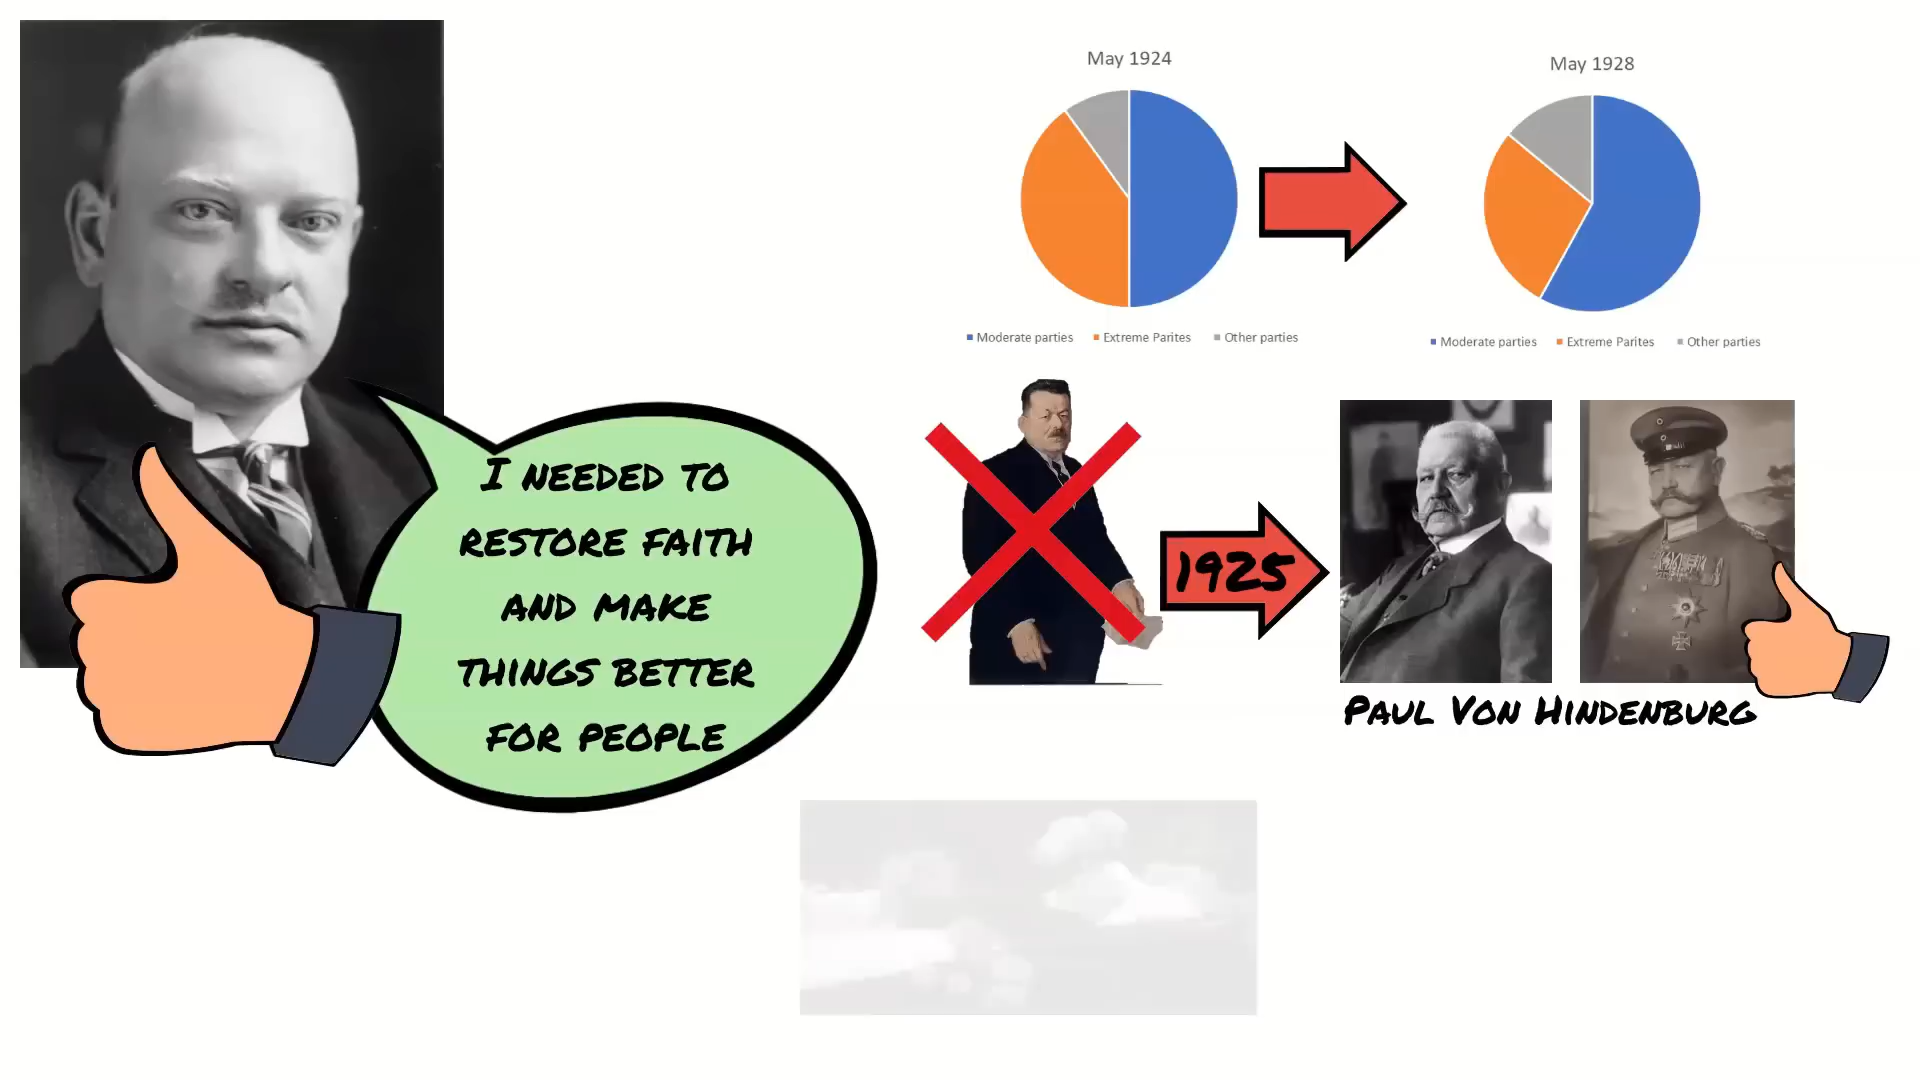 May 1924
Moderate parties Extreme Parites Other parties
May 1928
Moderate parties Extreme Parites Other parties
I NEEDED TO
RESTORE FAITH
AND MAKE
THINGS BETTER
FOR PEOPLE
1925
PAUL VON HINDENBURG